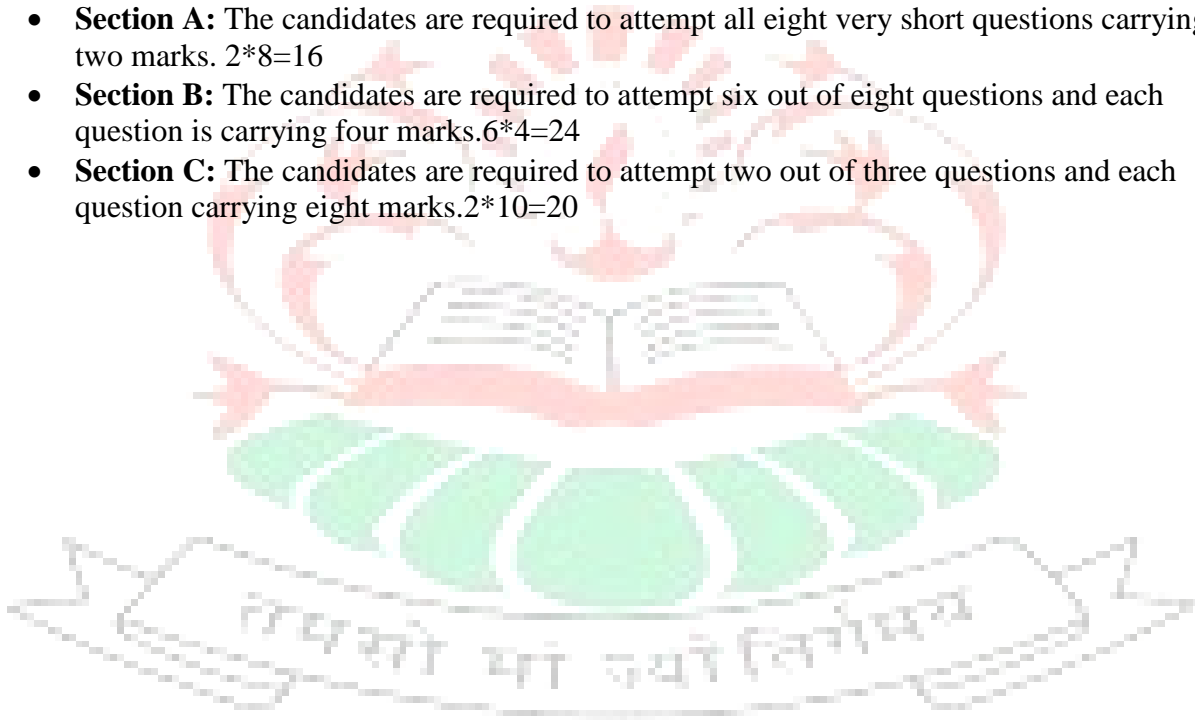 • Section A: The candidates are required to attempt all eight very short questions carrying
two marks. 2*8=16
• Section B: The candidates are required to attempt six out of eight questions and each
question is carrying four marks.6*4=24
• Section C: The candidates are required to attempt two out of three questions and each
question carrying eight marks.2*10=20